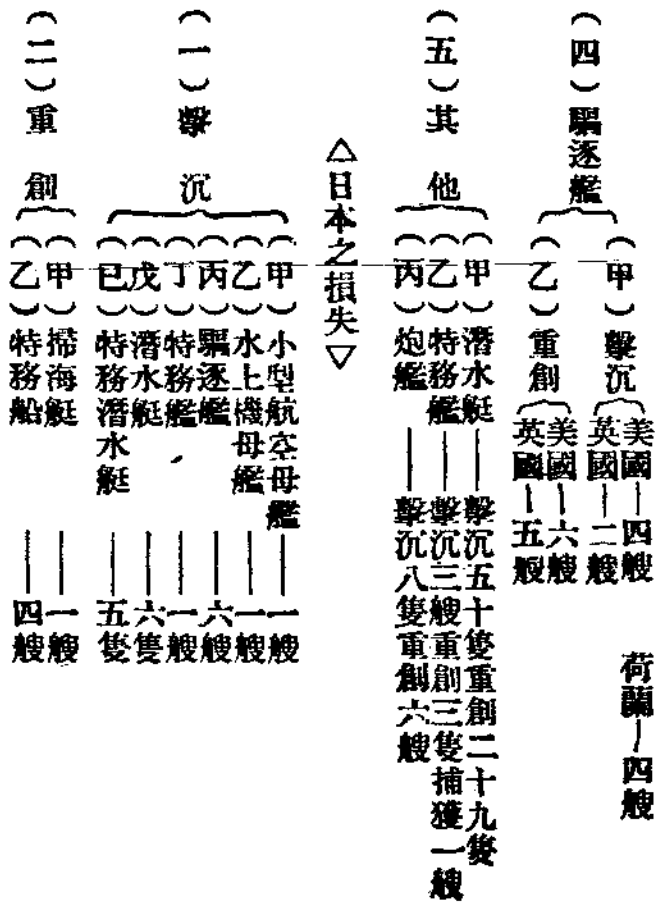 （四）驅逐艦
（甲）擊沉
美國—四艘
英國—二艘
荷蘭—四艘
（乙）重創
美國—六艘
英國—五艘
（五）其他
（甲）潛水艇——擊沉五十隻重創二十九隻
（乙）特務艦——擊沉三艘重創三隻捕獲一艘
（丙）炮艦——擊沉八隻重創六艘
△日本之損失▽
（一）擊沉
（甲）小型航空母艦——一艘
（乙）水上機母艦——一艘
（丙）驅逐艦——六艘
（丁）特務艦——一艘
（戊）潛水艇——六隻
（已）特務潛水艇——五隻
（二）重創
（甲）掃海艇——一艘
（乙）特務船——四艘